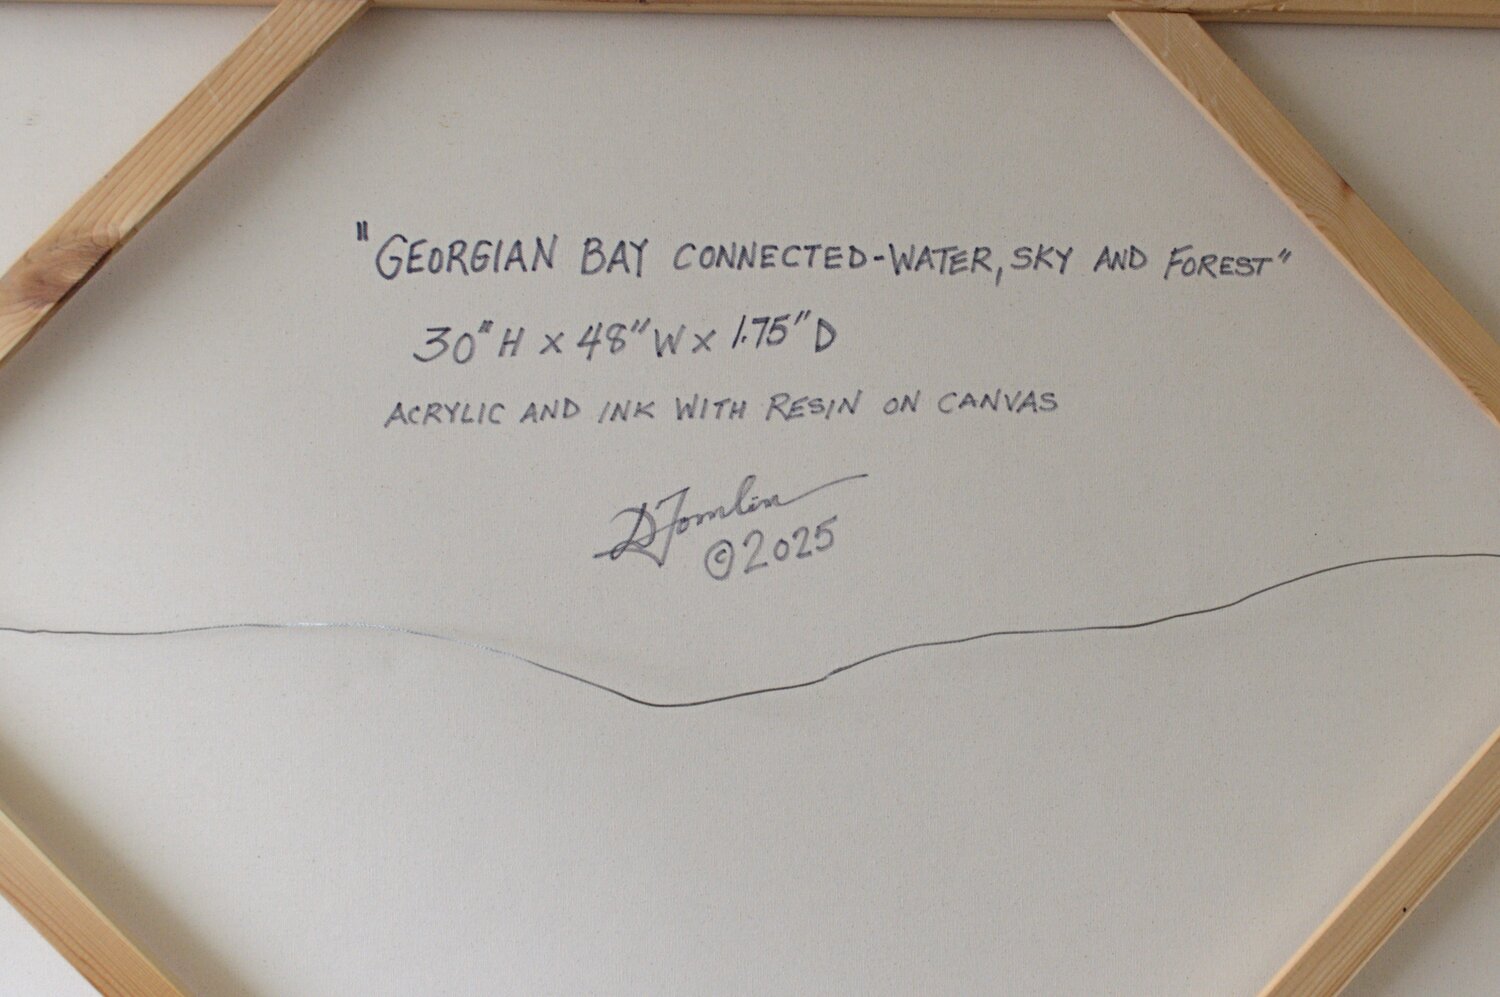 "GEORGIAN BAY CONNECTED-WATER, SKY AND FOREST"
30"H x 48"W x 1.75"D
ACRYLIC AND INK WITH RESIN ON CANVAS
D Tomlin
©2025